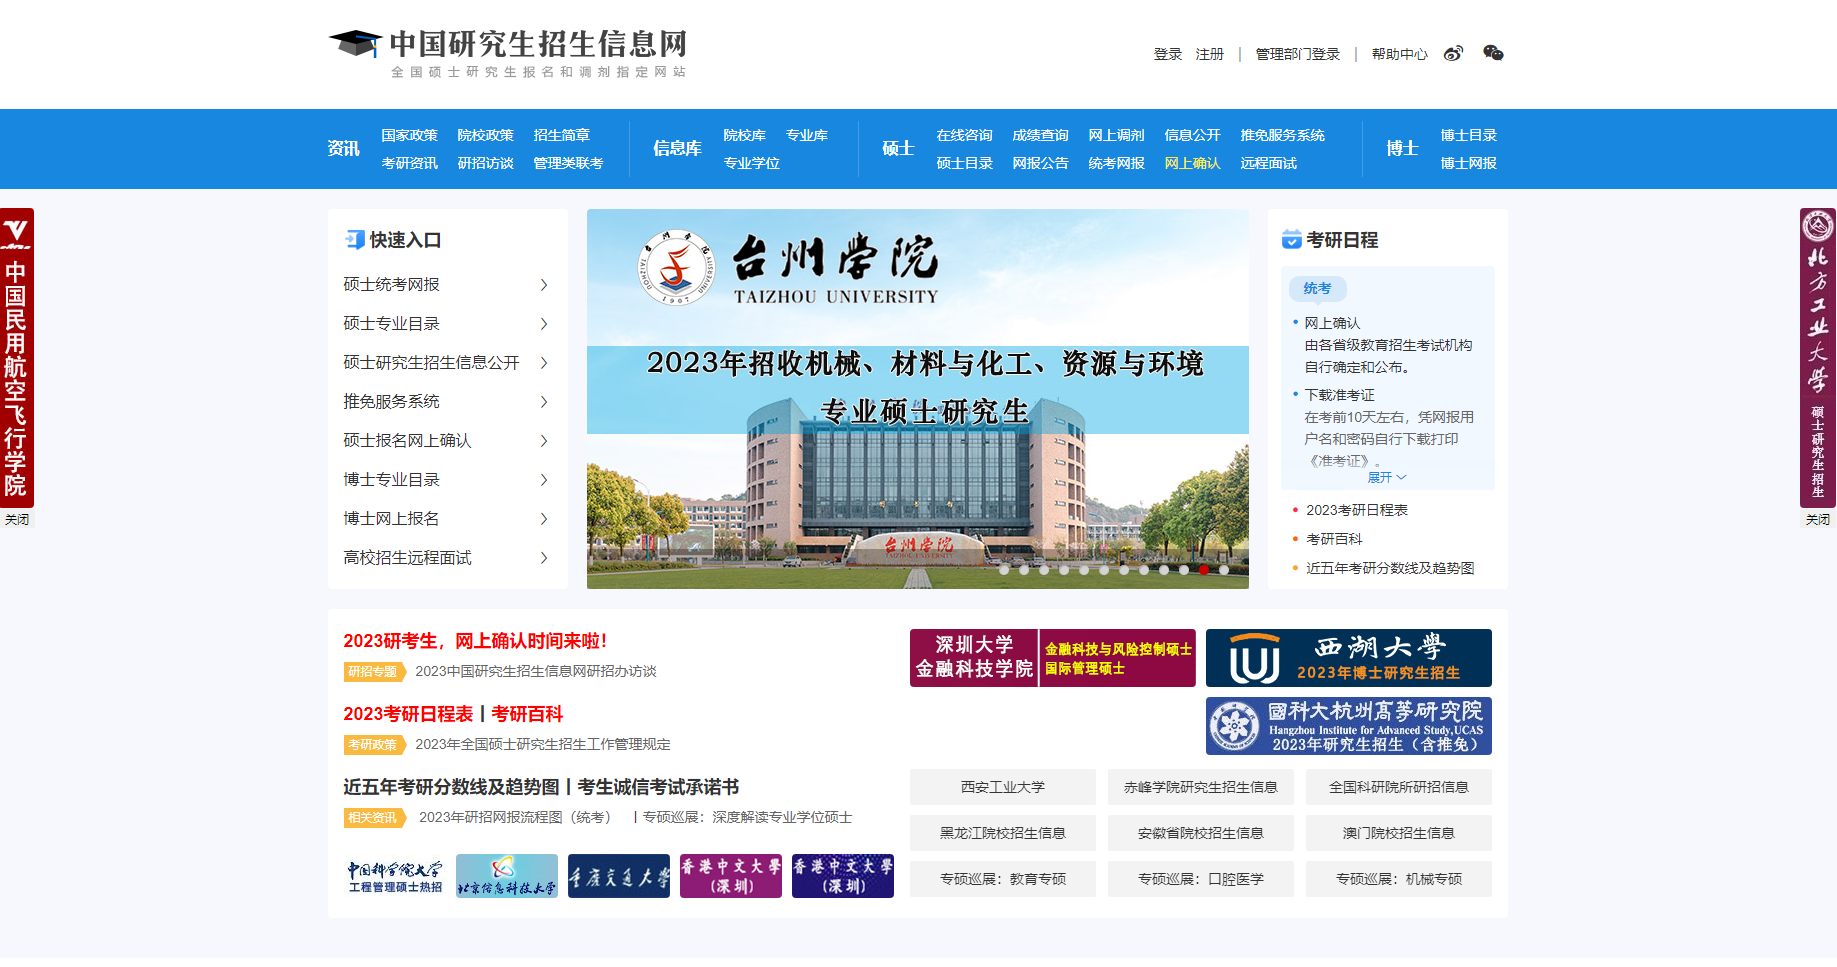 中国研究生招生信息网
全国硕士研究生报名和调剂指定网站
登录 注册 | 管理部门登录 | 帮助中心
资讯 国家政策 院校政策 招生简章
考研资讯 研招访谈 管理类联考
信息库 院校库 专业库
专业学位
硕士 在线咨询 成绩查询 网上调剂 信息公开 推免服务系统
硕士目录 网报公告 统考网报 网上确认 远程面试
博士 博士目录
博士网报
中国民用航空飞行学院
关闭
快速入口
硕士统考网报
硕士专业目录
硕士研究生招生信息公开
推免服务系统
硕士报名网上确认
博士专业目录
博士网上报名
高校招生远程面试
TAIZHOU UNIVERSITY
1907
台州学院
TAIZHOU UNIVERSITY
2023年招收机械、材料与化工、资源与环境
专业硕士研究生
台州学院
TAIZHOU UNIVERSITY
考研日程
统考
网上确认
由各省级教育招生考试机构
自行确定和公布。
下载准考证
在考前10天左右，凭网报用
户名和密码自行下载打印
《准考证》。
展开
2023考研日程表
考研百科
近五年考研分数线及趋势图
北方工业大学
硕士研究生招生
关闭
2023研考生，网上确认时间来啦！
研招专题 2023中国研究生招生信息网研招办访谈
2023考研日程表 | 考研百科
考研政策 2023年全国硕士研究生招生工作管理规定
近五年考研分数线及趋势图 | 考生诚信考试承诺书
相关资讯 2023年研招网报流程图（统考） | 专硕巡展：深度解读专业学位硕士
中国科学院大学
工程管理硕士热招
北京信息科技大学
重庆交通大学
香港中文大學
（深圳）
香港中文大學
（深圳）
深圳大学
金融科技学院
金融科技与风险控制硕士
国际管理硕士
西湖大學
2023年博士研究生招生
國科大杭州高等研究院
Hangzhou Institute for Advanced Study,UCAS
2023年研究生招生（含推免）
西安工业大学 赤峰学院研究生招生信息 全国科研院所研招信息
黑龙江院校招生信息 安徽省院校招生信息 澳门院校招生信息
专硕巡展：教育专硕 专硕巡展：口腔医学 专硕巡展：机械专硕